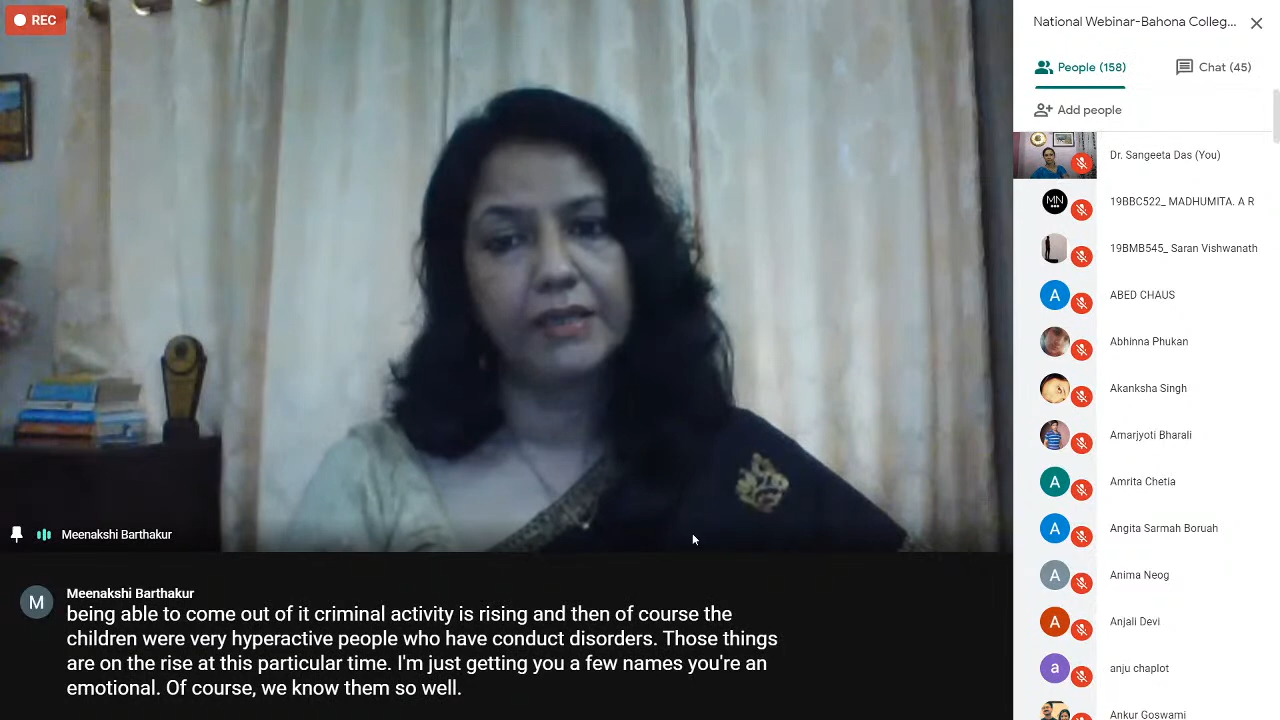 REC
National Webinar-Bahona Colleg...
People (158)
Chat (45)
Add people
Dr. Sangeeta Das (You)
MN
19BBC522_ MADHUMITA. A R
19BMB545_ Saran Vishwanath
A
ABED CHAUS
Abhinna Phukan
Akanksha Singh
Amarjyoti Bharali
A
Amrita Chetia
A
Angita Sarmah Boruah
A
Anima Neog
A
Anjali Devi
a
anju chaplot
Ankur Goswami
Meenakshi Barthakur
M
Meenakshi Barthakur
being able to come out of it criminal activity is rising and then of course the
children were very hyperactive people who have conduct disorders. Those things
are on the rise at this particular time. I'm just getting you a few names you're an
emotional. Of course, we know them so well.